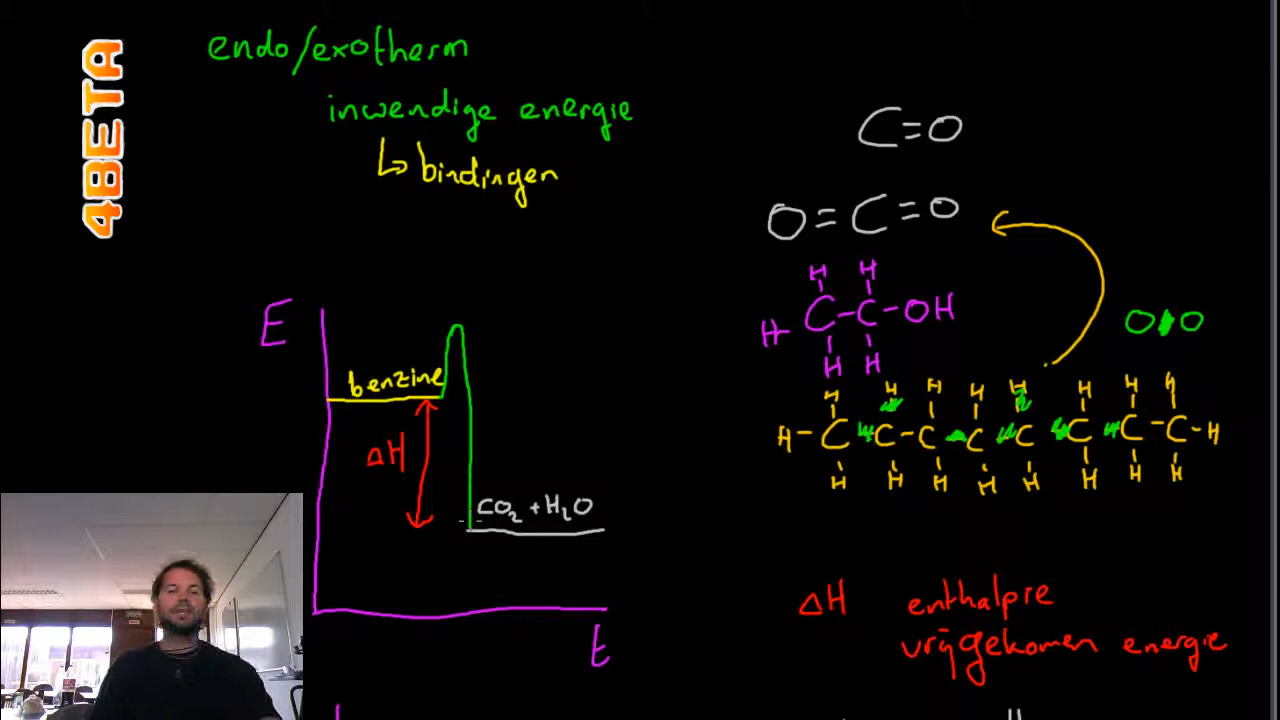 4BETA
endo/exotherm
inwendige energie
↳ bindingen
C=O
O=C=O
H H
H-C-C-OH
H H
O O
H H H H H H H H
H-C C-C C C C C-C-H
H H H H H H H H
E
benzine
ΔH
CO₂ + H₂O
t
ΔH enthalpie
vrijgekomen energie